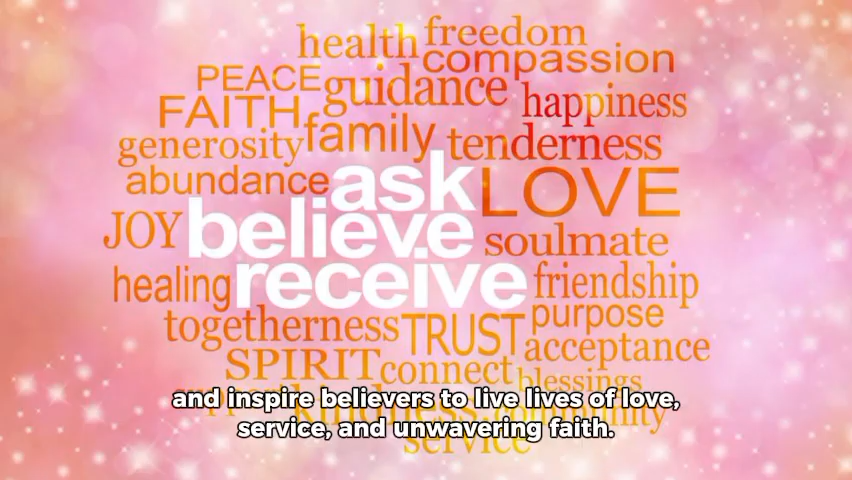 health freedom
compassion
PEACE guidance happiness
FAITH family
generosity tenderness
abundance ask LOVE
JOY believe soulmate
healing receive friendship
togetherness TRUST purpose
acceptance
SPIRIT connect blessings
kindness community
service
and inspire believers to live lives of love,
service, and unwavering faith.